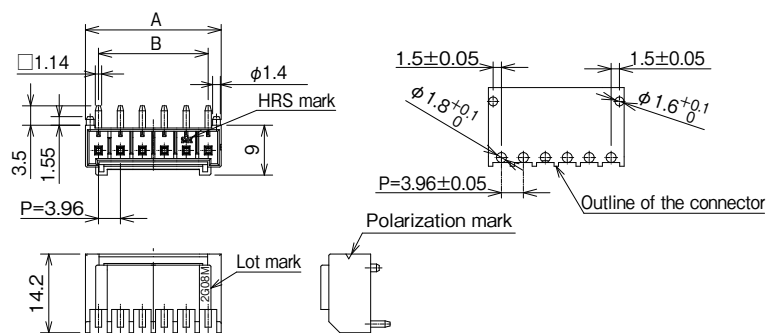 A
B
□1.14
φ1.4
HRS mark
3.5
1.55
9
P=3.96
1.5±0.05
1.5±0.05
φ1.8+0.1 0
φ1.6+0.1 0
P=3.96±0.05
Outline of the connector
Polarization mark
Lot mark
2G08M
14.2